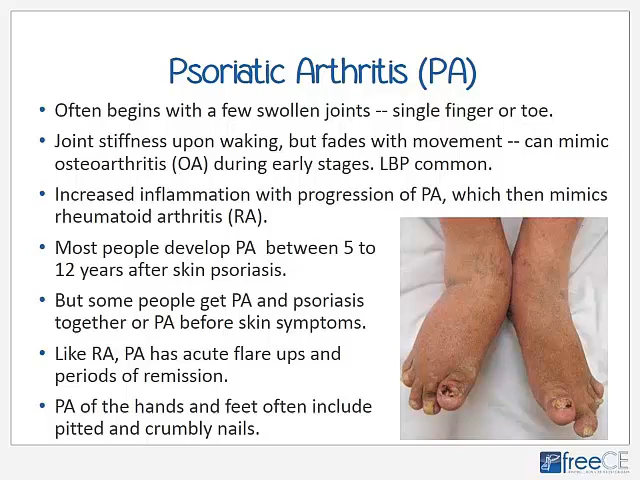 Psoriatic Arthritis (PA)
• Often begins with a few swollen joints -- single finger or toe.
• Joint stiffness upon waking, but fades with movement -- can mimic
osteoarthritis (OA) during early stages. LBP common.
• Increased inflammation with progression of PA, which then mimics
rheumatoid arthritis (RA).
• Most people develop PA between 5 to
12 years after skin psoriasis.
• But some people get PA and psoriasis
together or PA before skin symptoms.
• Like RA, PA has acute flare ups and
periods of remission.
• PA of the hands and feet often include
pitted and crumbly nails.
freeCE